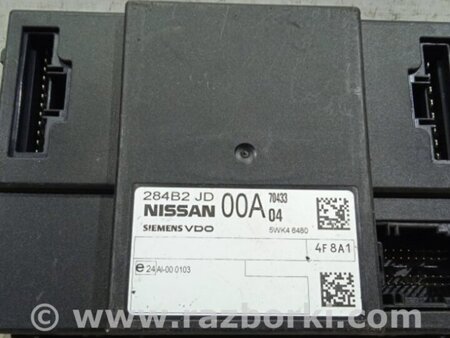 284B2 JD 00A 70433
NISSAN 04
SIEMENS VDO 5WK4 6480
4F 8A1
e 24 AI-00 0103
© www.razborki.com